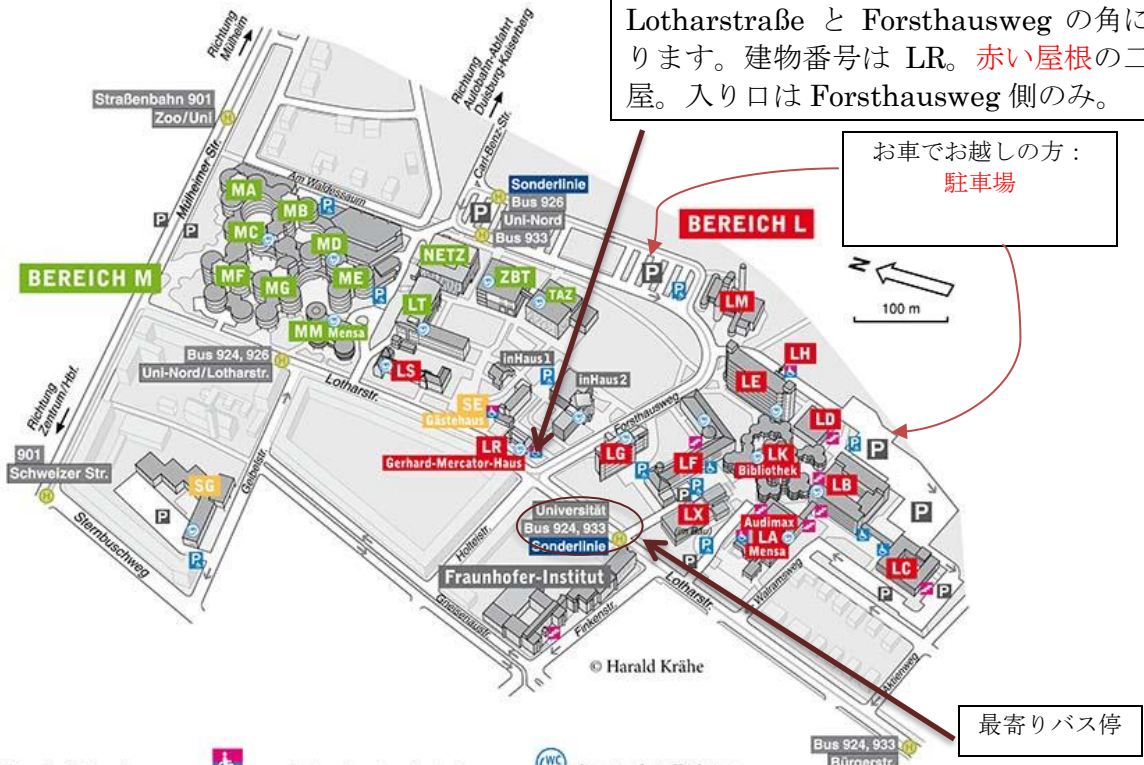 Lotharstraße と Forsthausweg の角に
ります。建物番号は LR。赤い屋根の二
屋。入り口は Forsthausweg 側のみ。
お車でお越しの方：
駐車場
Richtung
Mülheim
Richtung
Autobahn-Abfahrt
Duisburg-Kaiserberg
Straßenbahn 901
Zoo/Uni
H
Mülheimer Str.
Carl-Benz-Str.
Am Waldessaum
Sonderlinie
Bus 926
Uni-Nord
Bus 933
H
H
P
P
P
P
BEREICH L
BEREICH M
MA
MB
MC
MD
MF
MG
ME
MM Mensa
NETZ
ZBT
TAZ
LT
P
P
P
LM
N
100 m
Bus 924, 926
Uni-Nord/Lotharstr.
H
Lotharstr.
LS
inHaus1
P
inHaus2
SE
Gästehaus
LR
Gerhard-Mercator-Haus
Forsthausweg
LE
LH
LD
P
P
LG
LF
LK
Bibliothek
LB
P
P
P
LX
(im Bau)
P
P
Audimax
LA
Mensa
P
LC
P
P
Richtung
Zentrum/Hbf.
901
Schweizer Str.
H
SG
P
P
Geibelstr.
Sternbuschweg
Holteistr.
Universität
Bus 924, 933
Sonderlinie
H
Fraunhofer-Institut
Gneisenaustr.
Finkenstr.
Lotharstr.
Walramsweg
Aktienweg
© Harald Krähe
最寄りバス停
Bus 924, 933
Bürgerstr.
H
WC